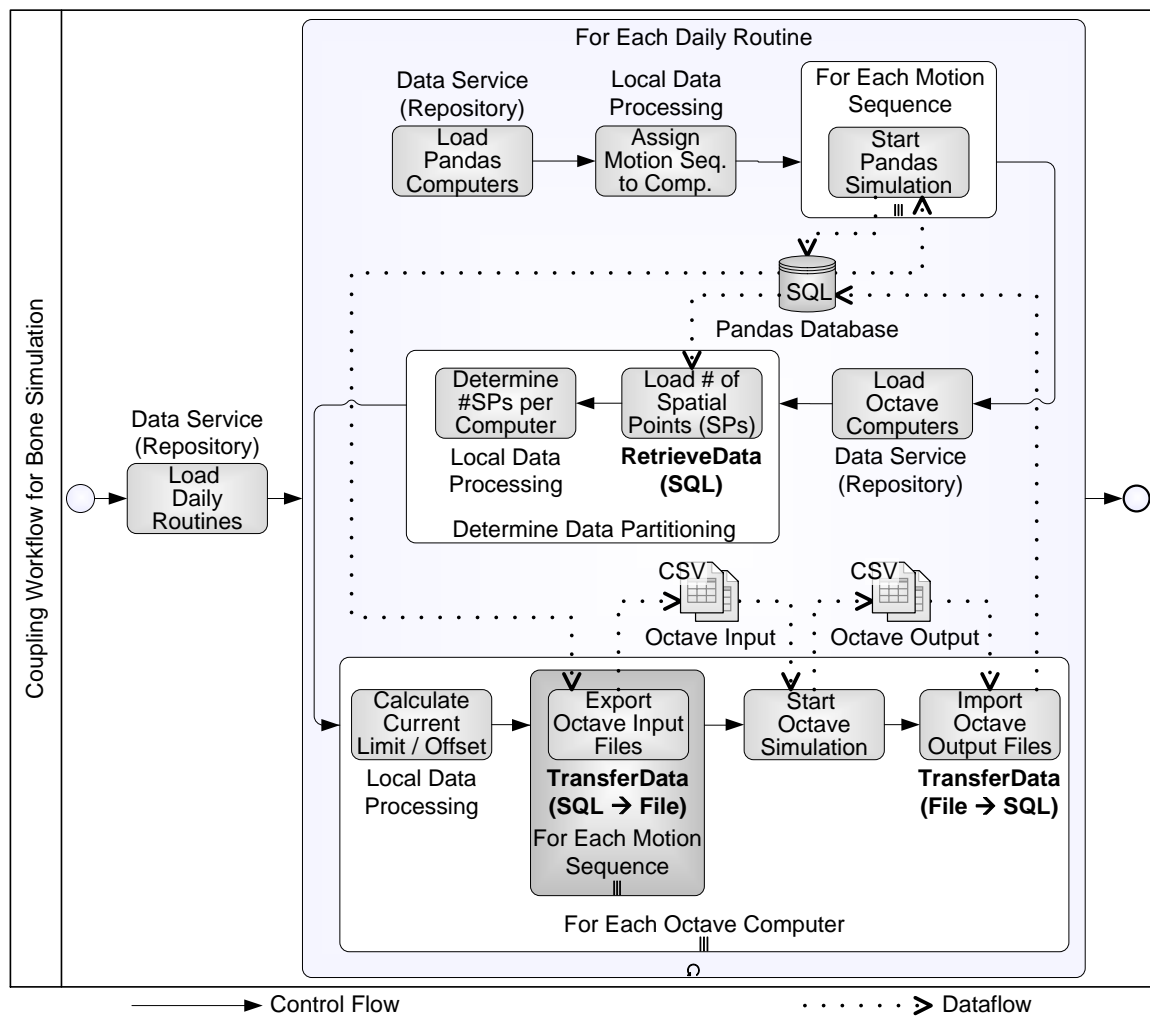 Coupling Workflow for Bone Simulation
For Each Daily Routine
Data Service
(Repository)
Load
Pandas
Computers
Local Data
Processing
Assign
Motion Seq.
to Comp.
For Each Motion
Sequence
Start
Pandas
Simulation
SQL
Pandas Database
Data Service
(Repository)
Load
Daily
Routines
Determine
#SPs per
Computer
Local Data
Processing
Load # of
Spatial
Points (SPs)
RetrieveData
(SQL)
Determine Data Partitioning
Load
Octave
Computers
Data Service
(Repository)
CSV
Octave Input
CSV
Octave Output
Calculate
Current
Limit / Offset
Local Data
Processing
Export
Octave Input
Files
TransferData
(SQL → File)
For Each Motion
Sequence
Start
Octave
Simulation
Import
Octave
Output Files
TransferData
(File → SQL)
For Each Octave Computer
Control Flow
Dataflow